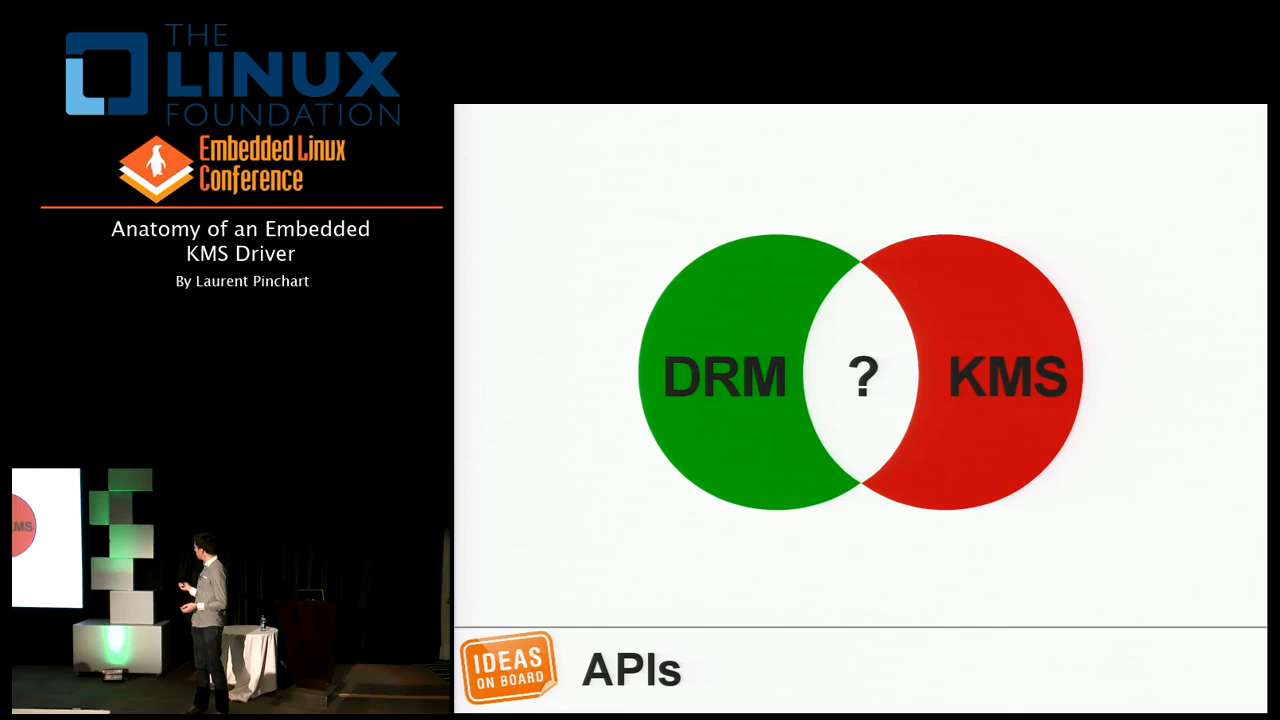 THE
LINUX
FOUNDATION
Embedded Linux
Conference
Anatomy of an Embedded
KMS Driver
By Laurent Pinchart
DRM
?
KMS
MS
IDEAS
ON BOARD
APIs